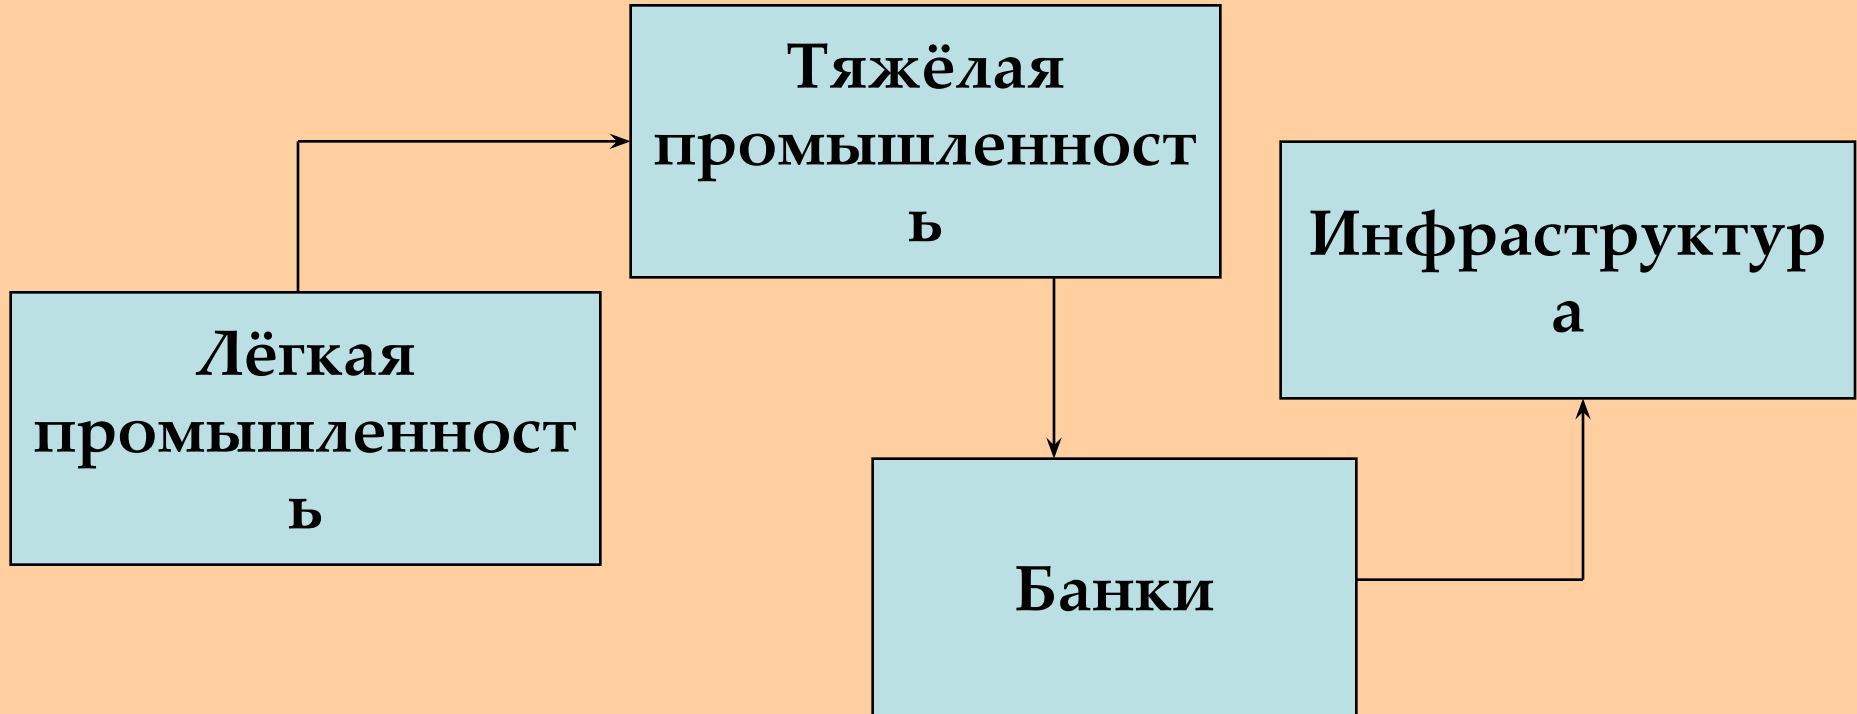 Тяжёлая
промышленност
ь
Инфраструктур
а
Лёгкая
промышленност
ь
Банки